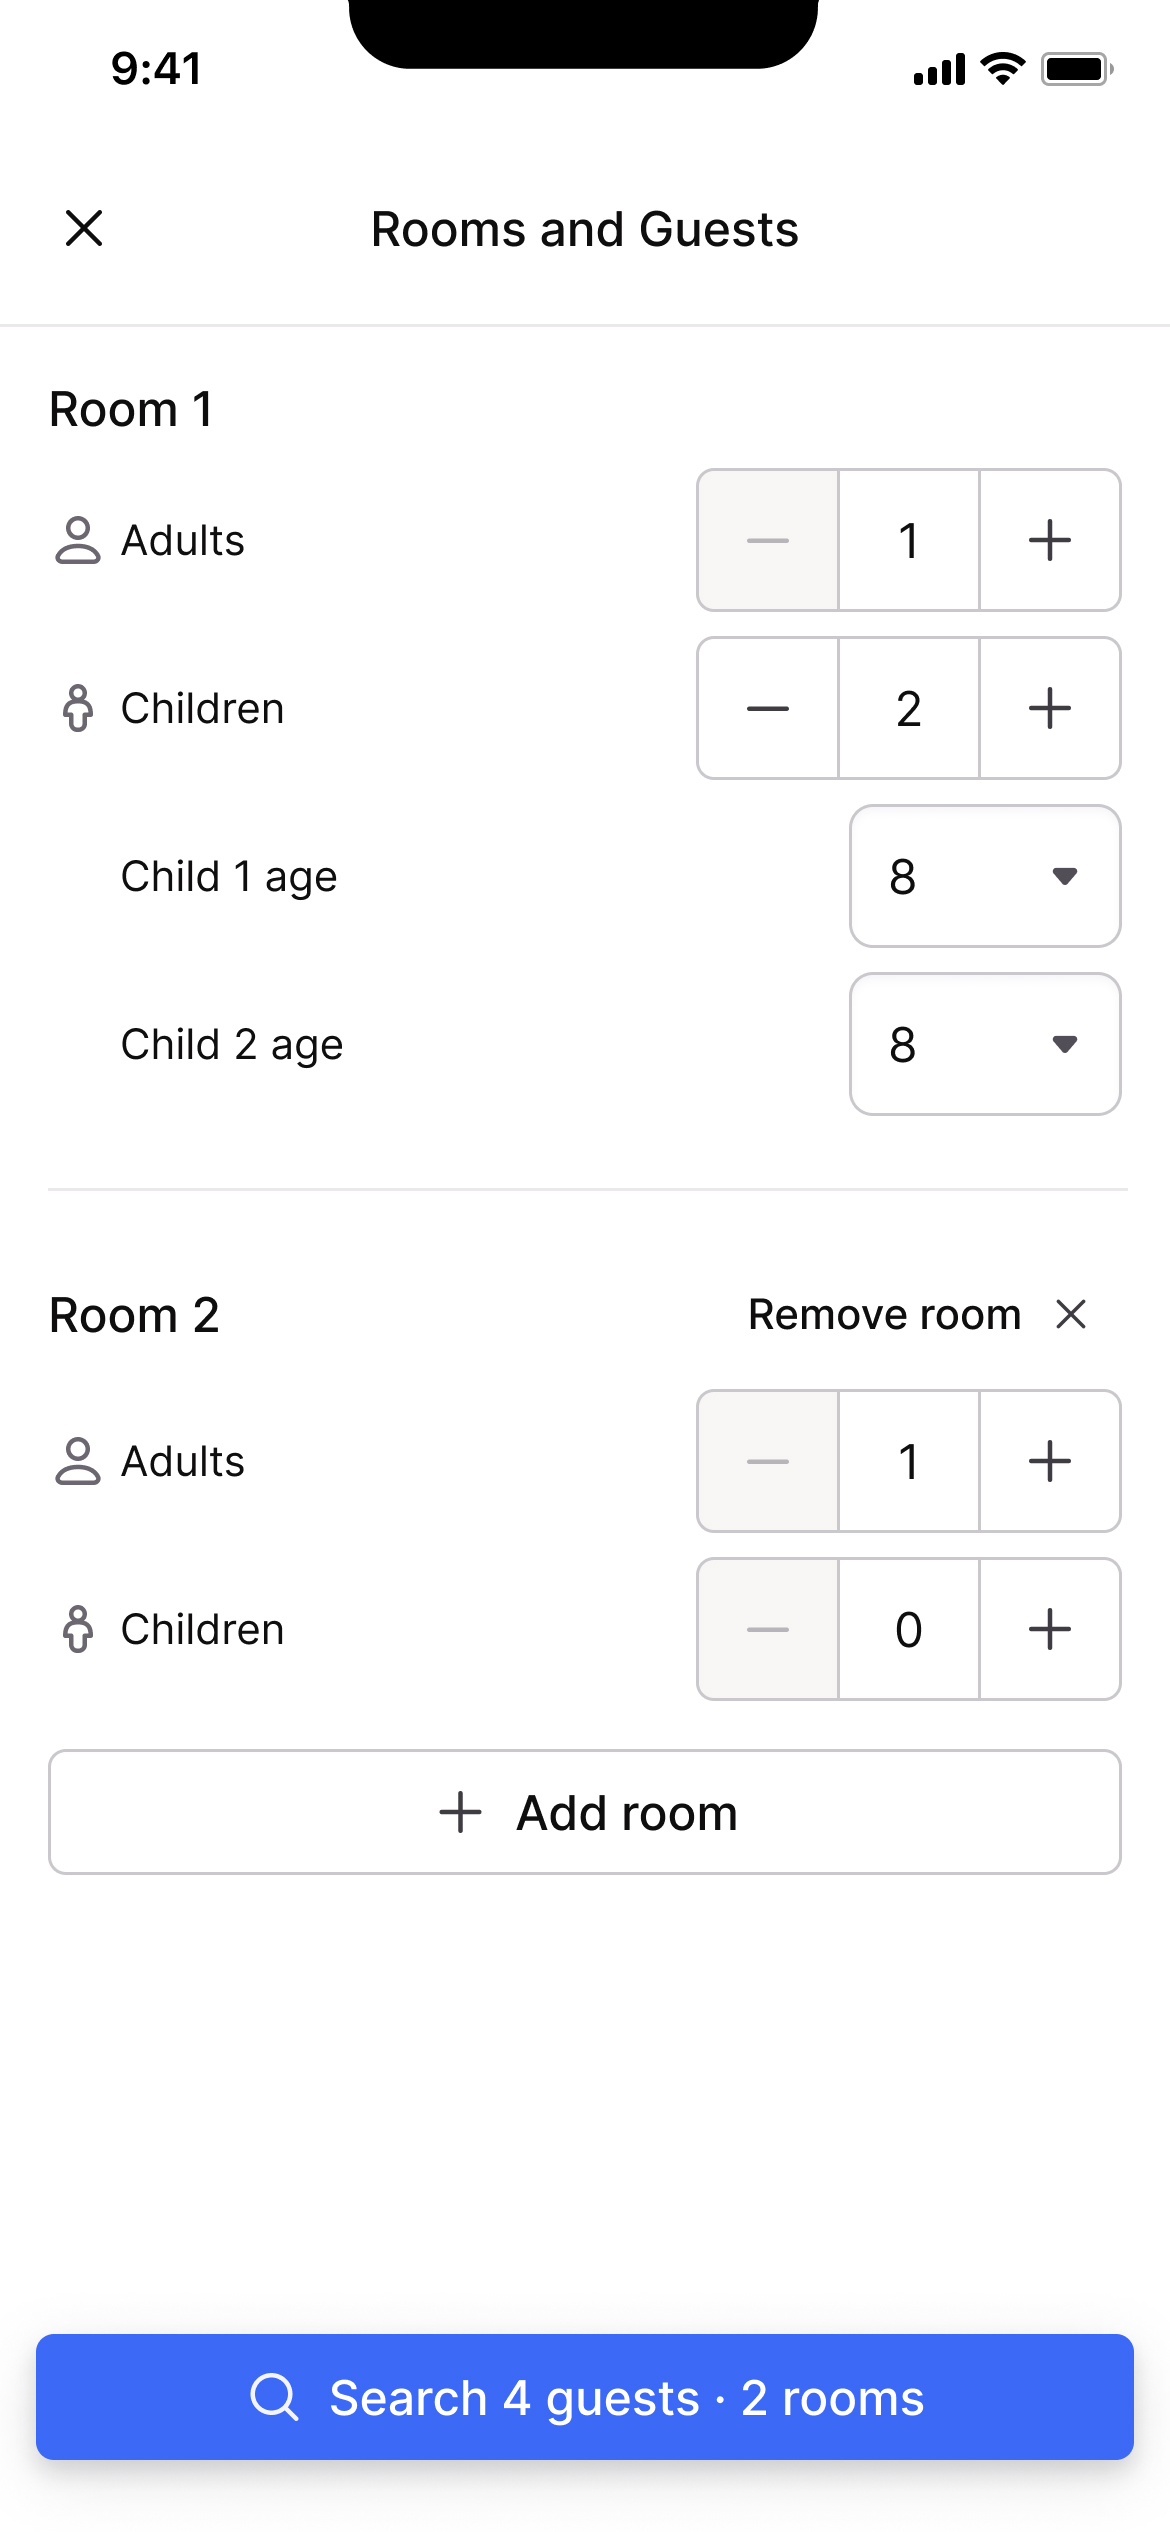 9:41
Rooms and Guests
Room 1
Adults 1
Children 2
Child 1 age 8
Child 2 age 8
Room 2 Remove room
Adults 1
Children 0
Add room
Search 4 guests · 2 rooms